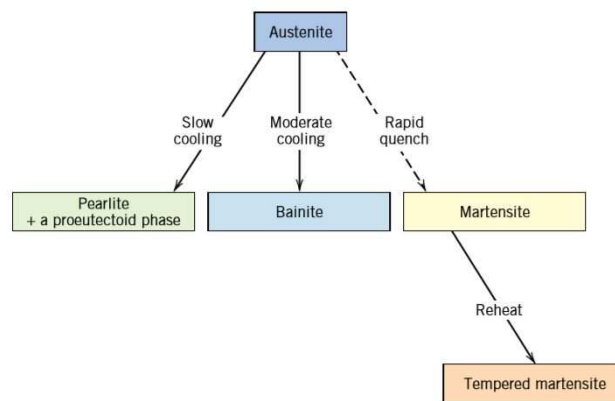 Austenite
Slow
cooling
Moderate
cooling
Rapid
quench
Pearlite
+ a proeutectoid phase
Bainite
Martensite
Reheat
Tempered martensite